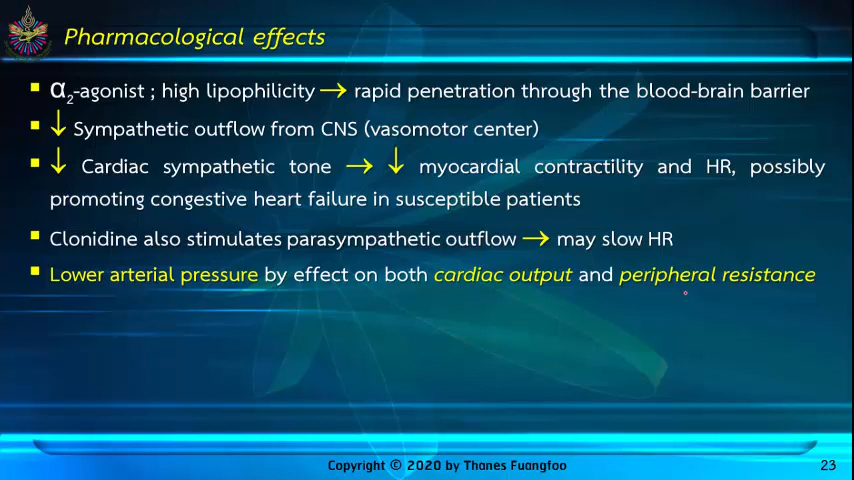 Pharmacological effects
▪ α₂-agonist ; high lipophilicity → rapid penetration through the blood-brain barrier
▪ ↓ Sympathetic outflow from CNS (vasomotor center)
▪ ↓ Cardiac sympathetic tone → ↓ myocardial contractility and HR, possibly
promoting congestive heart failure in susceptible patients
▪ Clonidine also stimulates parasympathetic outflow → may slow HR
▪ Lower arterial pressure by effect on both cardiac output and peripheral resistance
Copyright © 2020 by Thanes Fuangfoo
23